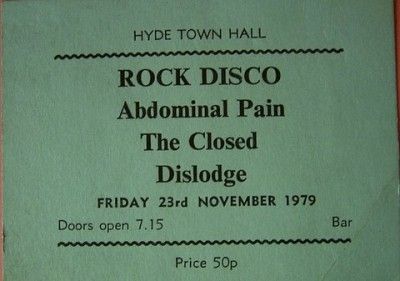 HYDE TOWN HALL
ROCK DISCO
Abdominal Pain
The Closed
Dislodge
FRIDAY 23rd NOVEMBER 1979
Doors open 7.15 Bar
Price 50p